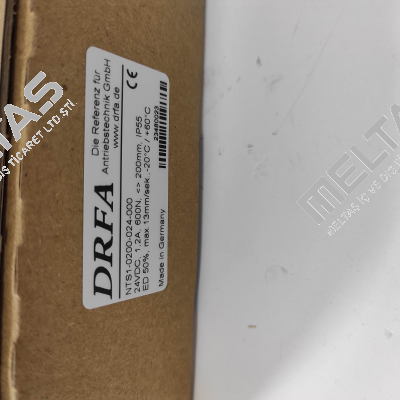 DRFA
Die Referenz für
Antriebstechnik GmbH
www.drfa.de
CE
NTS1-0200-024-000
24VDC, 1.2A, 600N, <> 200mm, IP55
ED 50%, max.13mm/sek,-20°C / +60°C
Made in Germany
MELTAS